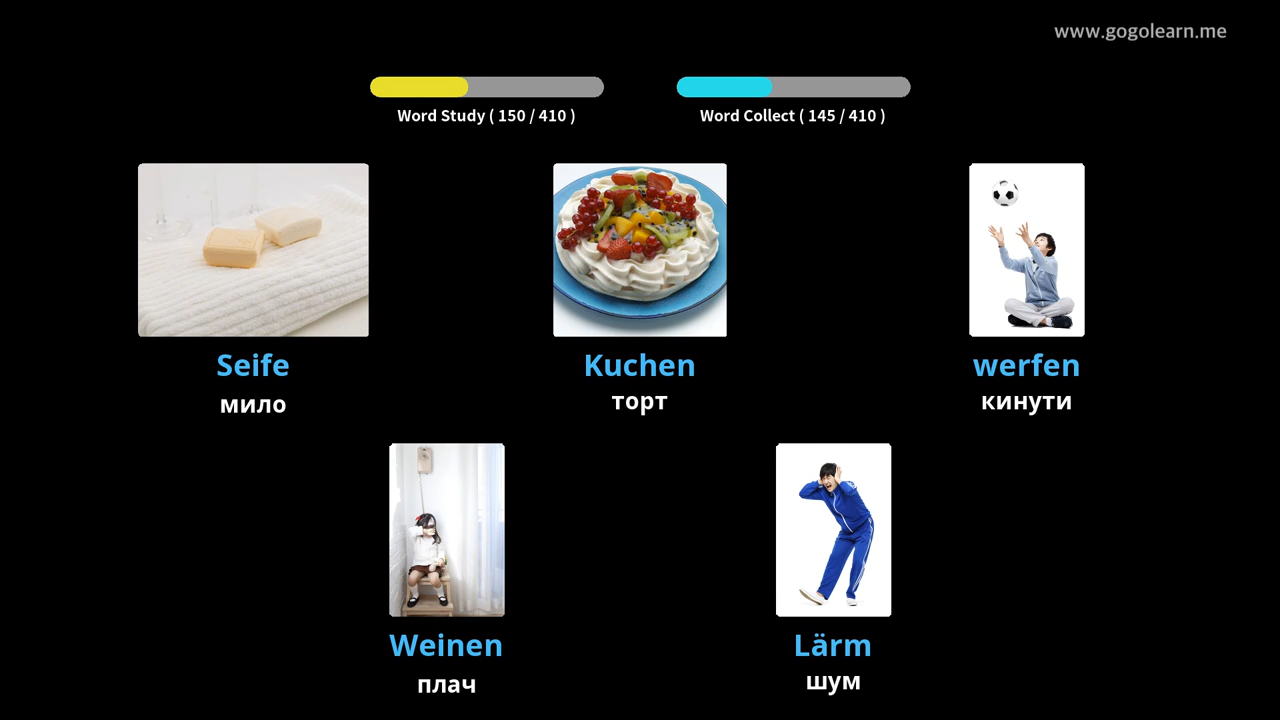 www.gogolearn.me
Word Study ( 150 / 410 )
Word Collect ( 145 / 410 )
Seife
мило
Kuchen
торт
werfen
кинути
Weinen
плач
Lärm
шум